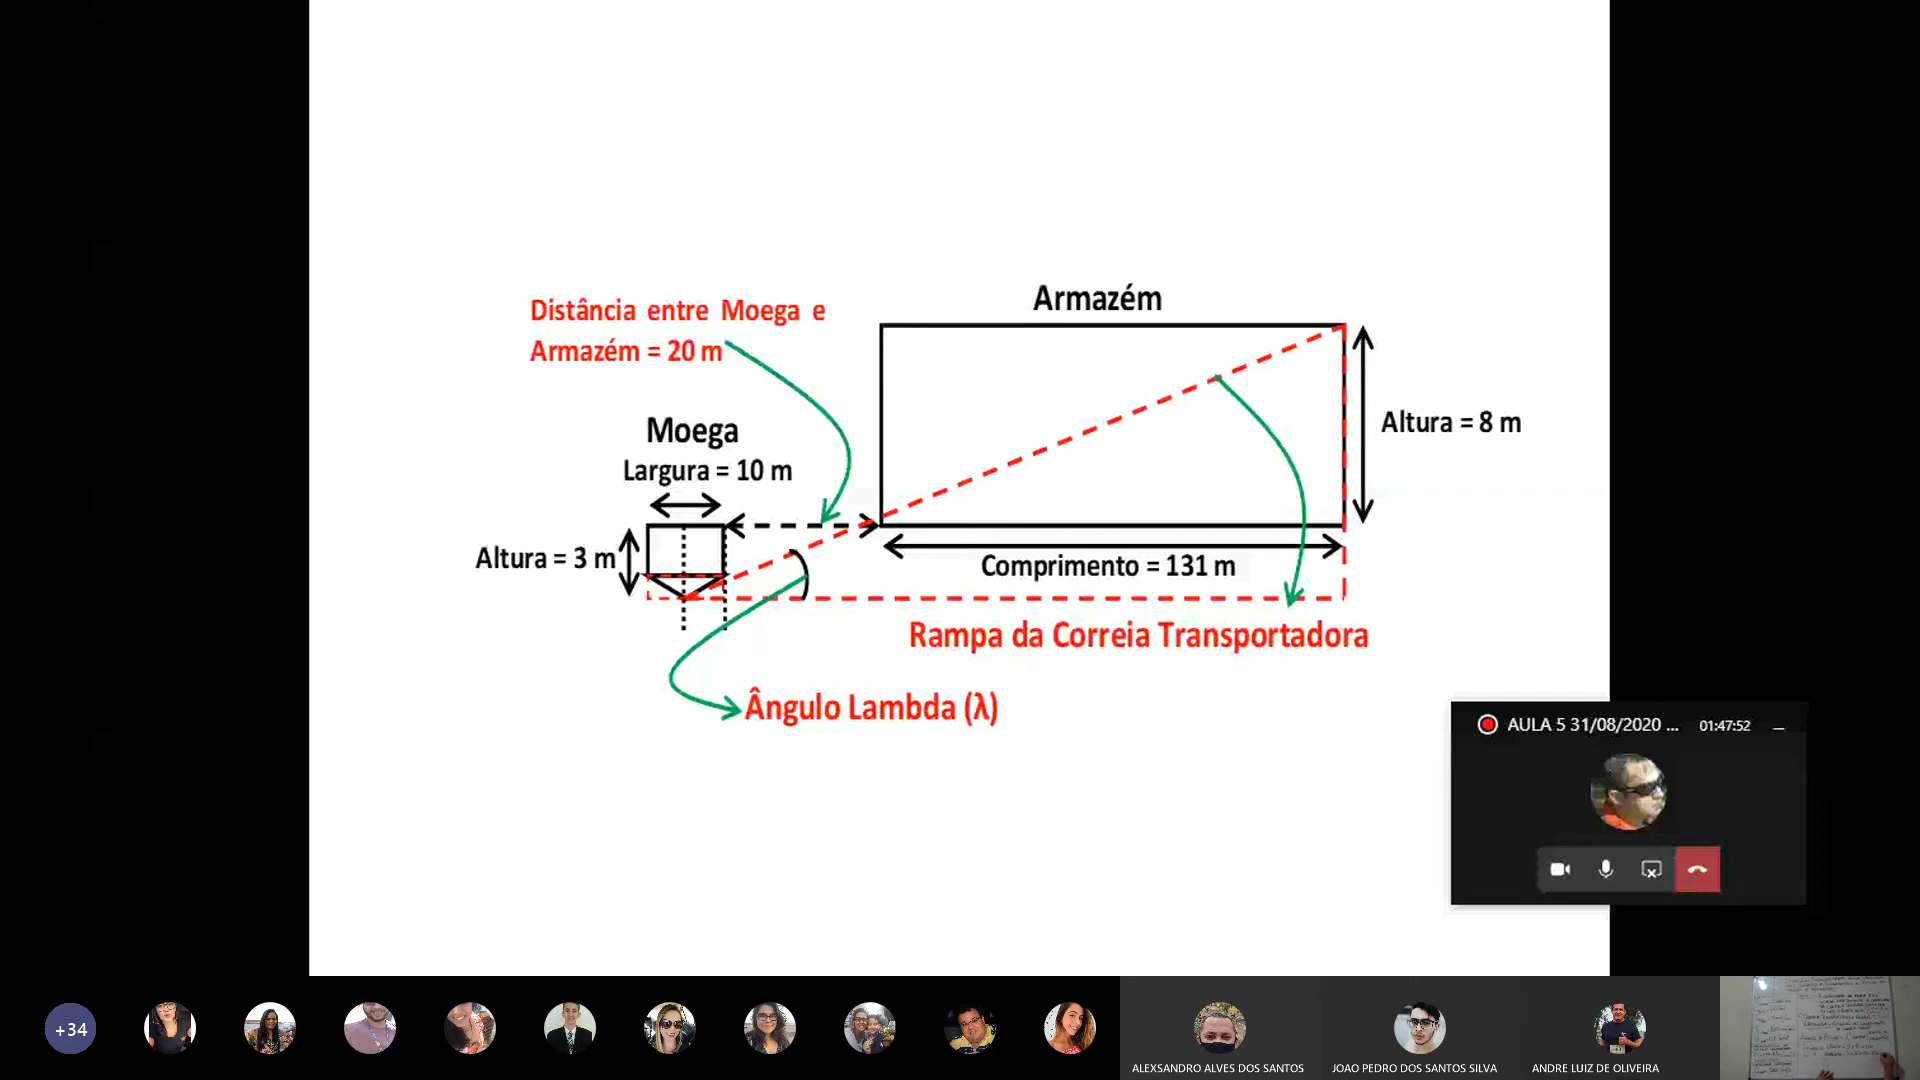 Armazém
Distância entre Moega e
Armazém = 20 m
Moega
Largura = 10 m
Altura = 8 m
Altura = 3 m
Comprimento = 131 m
Rampa da Correia Transportadora
Ângulo Lambda (λ)
AULA 5 31/08/2020 ... 01:47:52
+34
ALEXSANDRO ALVES DOS SANTOS
JOAO PEDRO DOS SANTOS SILVA
ANDRE LUIZ DE OLIVEIRA